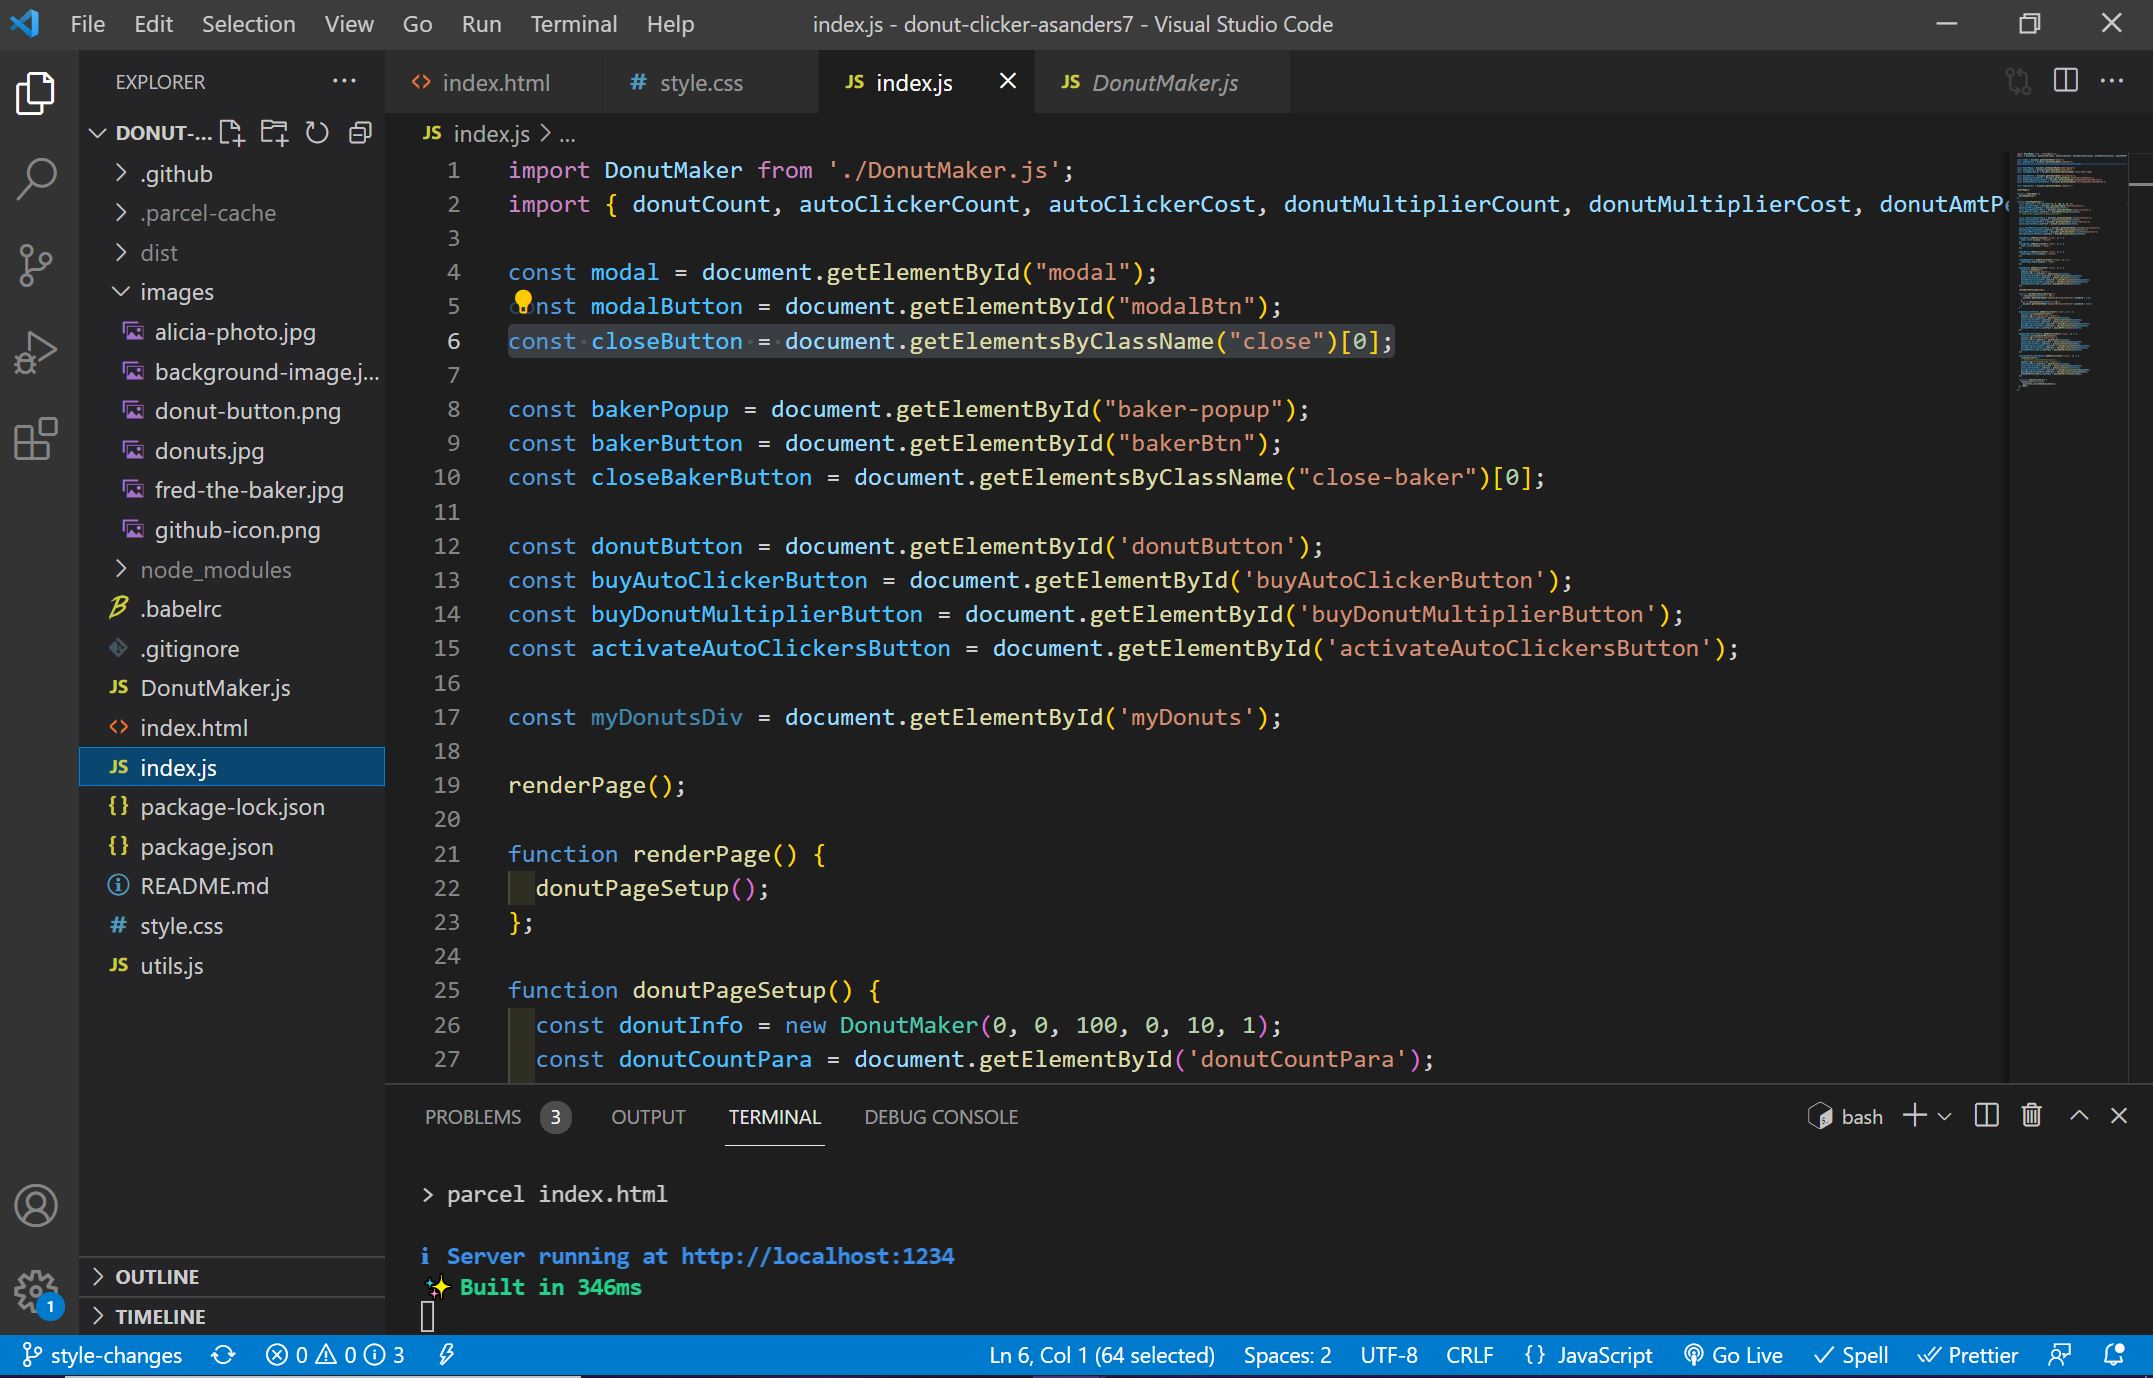 File Edit Selection View Go Run Terminal Help index.js - donut-clicker-asanders7 - Visual Studio Code
EXPLORER
index.html style.css JS index.js JS DonutMaker.js
DONUT-...
.github
.parcel-cache
dist
images
alicia-photo.jpg
background-image.j...
donut-button.png
donuts.jpg
fred-the-baker.jpg
github-icon.png
node_modules
.babelrc
.gitignore
JS DonutMaker.js
index.html
JS index.js
{} package-lock.json
{} package.json
README.md
# style.css
JS utils.js
OUTLINE
TIMELINE
JS index.js > ...
1 import DonutMaker from './DonutMaker.js';
2 import { donutCount, autoClickerCount, autoClickerCost, donutMultiplierCount, donutMultiplierCost, donutAmtPe
3
4 const modal = document.getElementById("modal");
5 const modalButton = document.getElementById("modalBtn");
6 const closeButton = document.getElementsByClassName("close")[0];
7
8 const bakerPopup = document.getElementById("baker-popup");
9 const bakerButton = document.getElementById("bakerBtn");
10 const closeBakerButton = document.getElementsByClassName("close-baker")[0];
11
12 const donutButton = document.getElementById('donutButton');
13 const buyAutoClickerButton = document.getElementById('buyAutoClickerButton');
14 const buyDonutMultiplierButton = document.getElementById('buyDonutMultiplierButton');
15 const activateAutoClickersButton = document.getElementById('activateAutoClickersButton');
16
17 const myDonutsDiv = document.getElementById('myDonuts');
18
19 renderPage();
20
21 function renderPage() {
22 donutPageSetup();
23 };
24
25 function donutPageSetup() {
26 const donutInfo = new DonutMaker(0, 0, 100, 0, 10, 1);
27 const donutCountPara = document.getElementById('donutCountPara');
PROBLEMS 3 OUTPUT TERMINAL DEBUG CONSOLE bash
> parcel index.html
i Server running at http://localhost:1234
Built in 346ms
1
style-changes 0 0 3 Ln 6, Col 1 (64 selected) Spaces: 2 UTF-8 CRLF {} JavaScript Go Live Spell Prettier